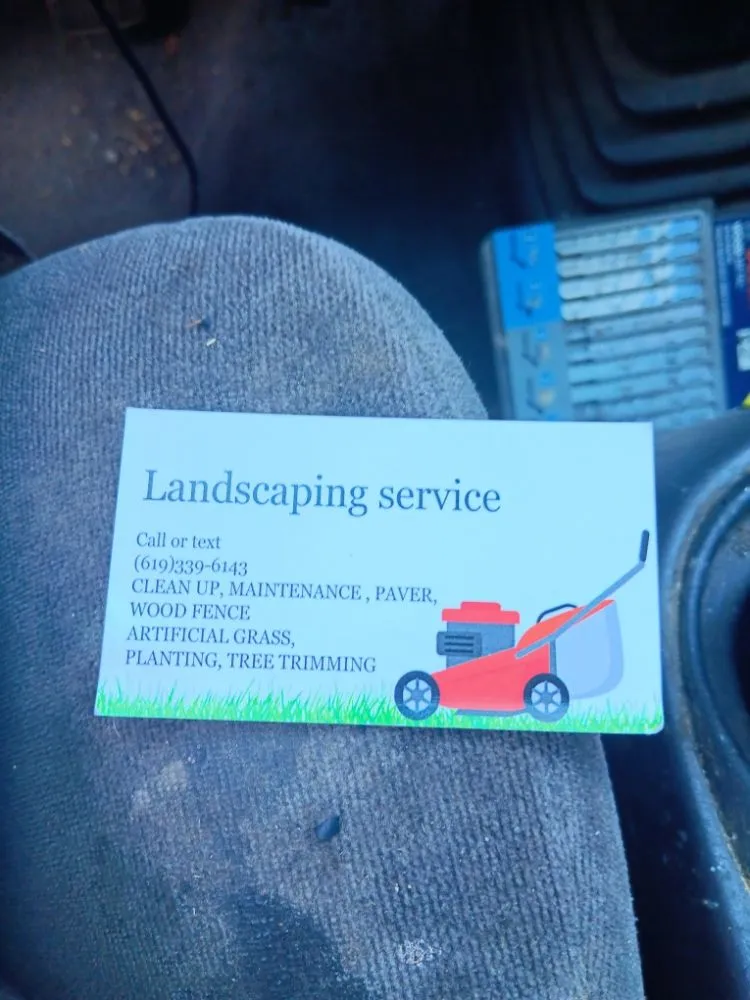 Landscaping service
Call or text
(619)339-6143
CLEAN UP, MAINTENANCE , PAVER,
WOOD FENCE
ARTIFICIAL GRASS,
PLANTING, TREE TRIMMING